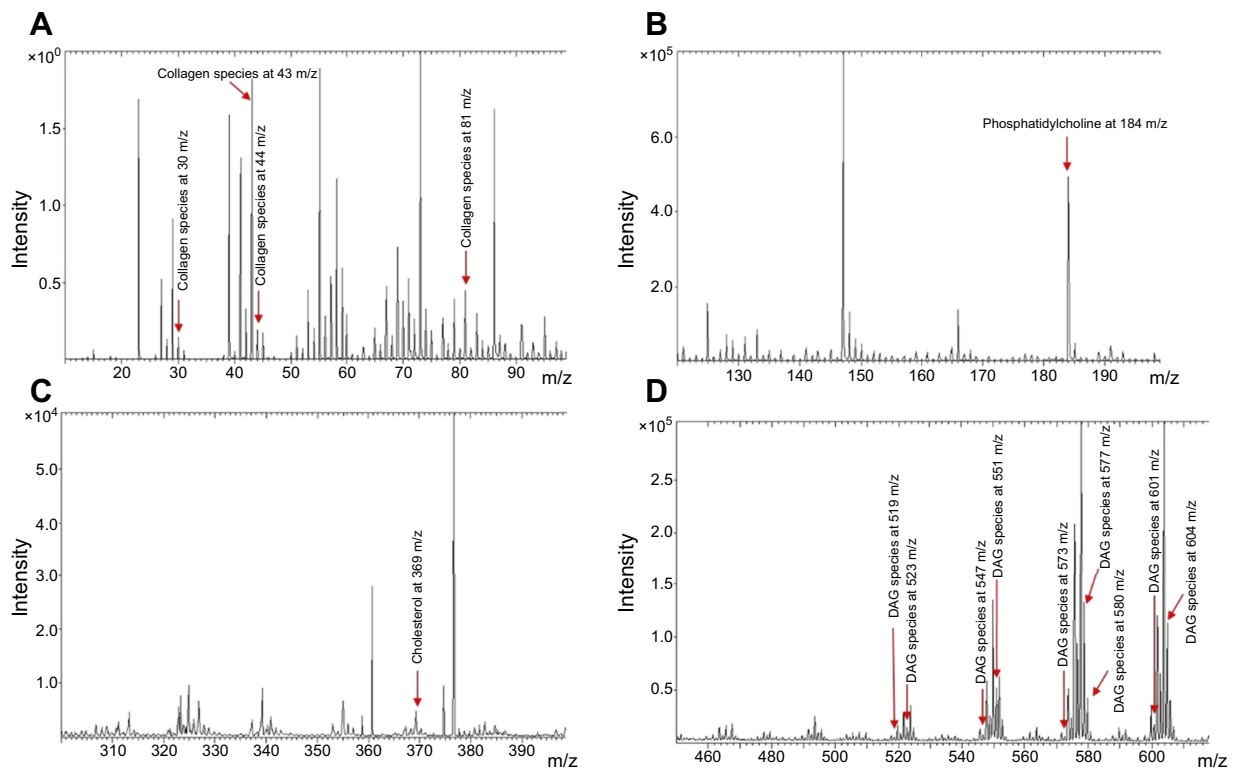 A
×10⁰
Intensity
1.5
1.0
0.5
Collagen species at 43 m/z
Collagen species at 30 m/z
Collagen species at 44 m/z
Collagen species at 81 m/z
20 30 40 50 60 70 80 90 m/z
B
×10⁵
Intensity
6.0
4.0
2.0
Phosphatidylcholine at 184 m/z
130 140 150 160 170 180 190 m/z
C
×10⁴
Intensity
5.0
4.0
3.0
2.0
1.0
Cholesterol at 369 m/z
310 320 330 340 350 360 370 380 390 m/z
D
×10⁵
Intensity
2.5
2.0
1.5
1.0
0.5
DAG species at 519 m/z
DAG species at 523 m/z
DAG species at 547 m/z
DAG species at 551 m/z
DAG species at 573 m/z
DAG species at 577 m/z
DAG species at 580 m/z
DAG species at 601 m/z
DAG species at 604 m/z
460 480 500 520 540 560 580 600 m/z